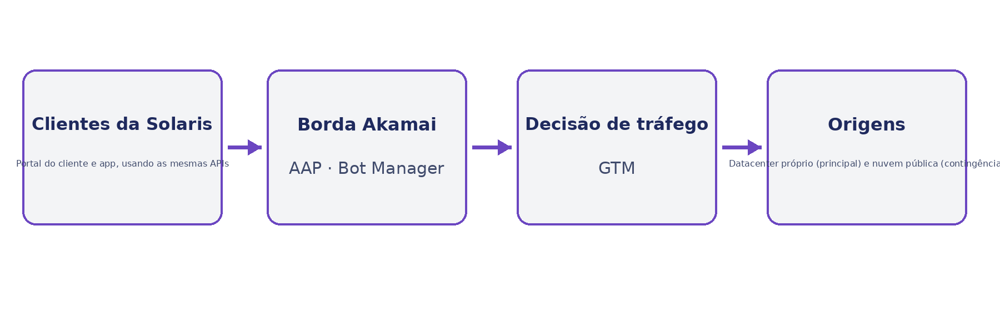 Clientes da Solaris
Portal do cliente e app, usando as mesmas APIs
Borda Akamai
AAP · Bot Manager
Decisão de tráfego
GTM
Origens
Datacenter próprio (principal) e nuvem pública (contingência